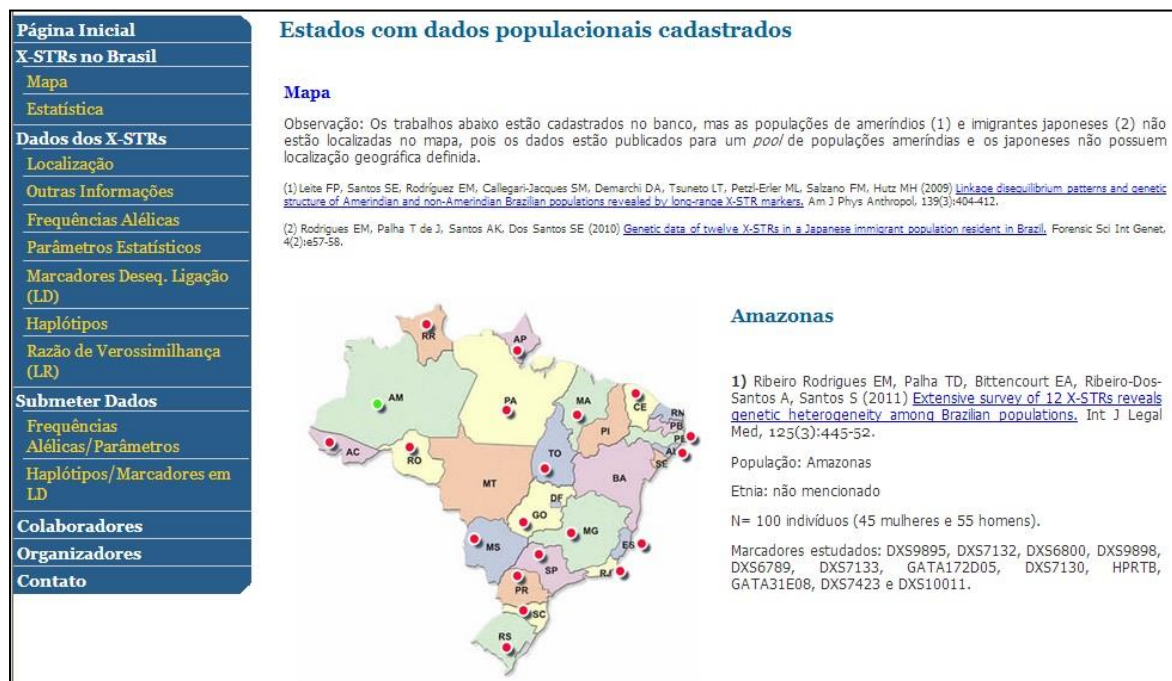 Página Inicial
X-STRs no Brasil
Mapa
Estatística
Dados dos X-STRs
Localização
Outras Informações
Frequências Alélicas
Parâmetros Estatísticos
Marcadores Deseq. Ligação
(LD)
Haplótipos
Razão de Verossimilhança
(LR)
Submeter Dados
Frequências
Alélicas/Parâmetros
Haplótipos/Marcadores em
LD
Colaboradores
Organizadores
Contato
Estados com dados populacionais cadastrados
Mapa
Observação: Os trabalhos abaixo estão cadastrados no banco, mas as populações de ameríndios (1) e imigrantes japoneses (2) não
estão localizadas no mapa, pois os dados estão publicados para um pool de populações ameríndias e os japoneses não possuem
localização geográfica definida.
(1) Leite FP, Santos SE, Rodríguez EM, Callegari-Jacques SM, Demarchi DA, Tsuneto LT, Petzl-Erler ML, Salzano FM, Hutz MH (2009) Linkage disequilibrium patterns and genetic
structure of Amerindian and non-Amerindian Brazilian populations revealed by long-range X-STR markers. Am J Phys Anthropol, 139(3):404-412.
(2) Rodrigues EM, Palha T de J, Santos AK, Dos Santos SE (2010) Genetic data of twelve X-STRs in a Japanese immigrant population resident in Brazil. Forensic Sci Int Genet,
4(2):e57-58.
RR
AP
AM
PA
MA
CE
RN
PB
PI
AC
RO
TO
SE
BA
MT
DF
GO
MG
MS
ES
SP
RJ
PR
SC
RS
Amazonas
1) Ribeiro Rodrigues EM, Palha TD, Bittencourt EA, Ribeiro-Dos-
Santos A, Santos S (2011) Extensive survey of 12 X-STRs reveals
genetic heterogeneity among Brazilian populations. Int J Legal
Med, 125(3):445-52.
População: Amazonas
Etnia: não mencionado
N= 100 indivíduos (45 mulheres e 55 homens).
Marcadores estudados: DXS9895, DXS7132, DXS6800, DXS9898,
DXS6789, DXS7133, GATA172D05, DXS7130, HPRTB,
GATA31E08, DXS7423 e DXS10011.